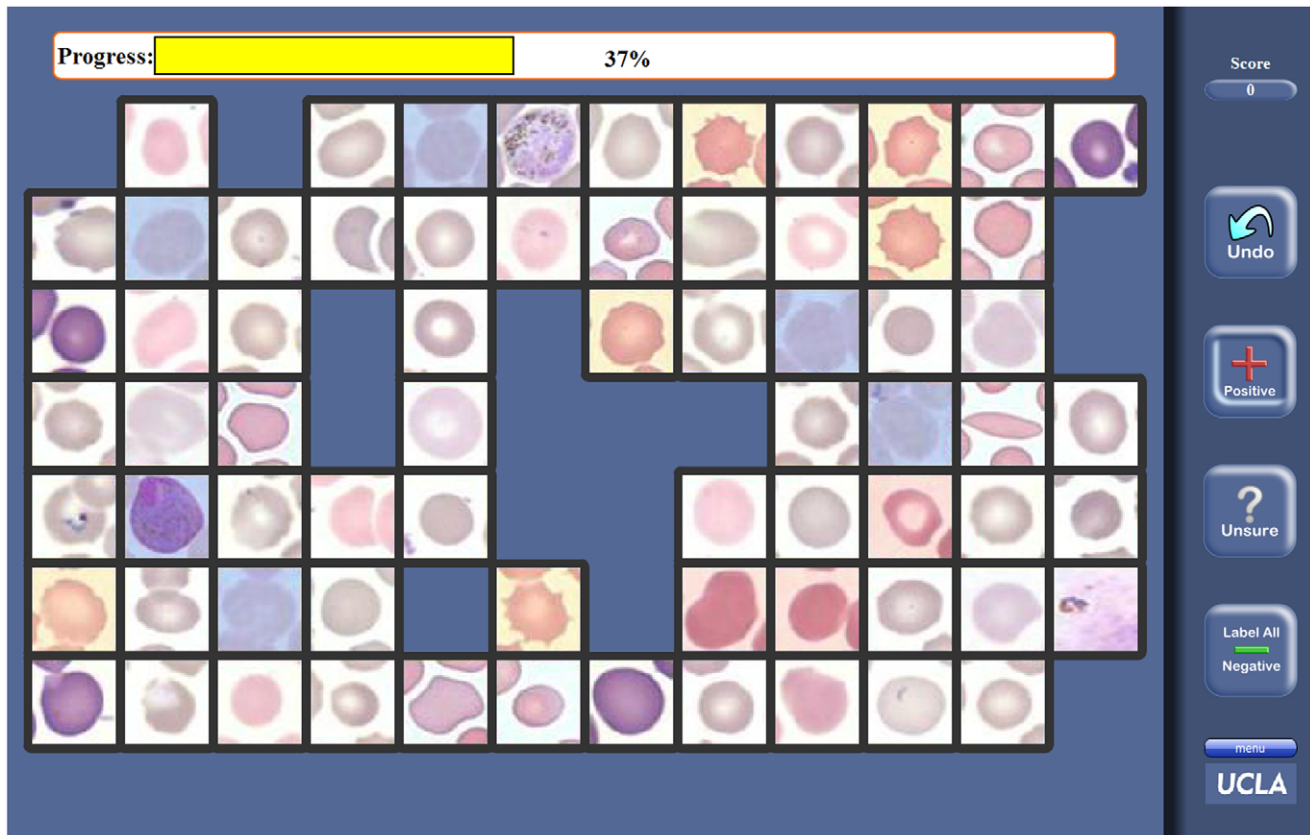 Progress:
37%
Score
0
Undo
Positive
?
Unsure
Label All
Negative
menu
UCLA